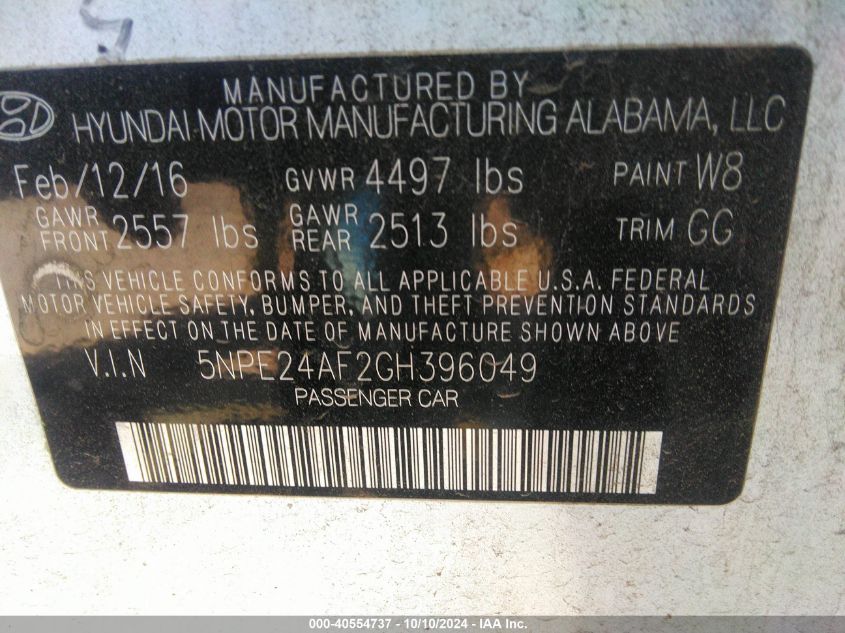 MANUFACTURED BY
HYUNDAI MOTOR MANUFACTURING ALABAMA, LLC
Feb/12/16 GVWR 4497 lbs PAINT W8
GAWR FRONT 2557 lbs GAWR REAR 2513 lbs TRIM GG
THIS VEHICLE CONFORMS TO ALL APPLICABLE U.S.A. FEDERAL
MOTOR VEHICLE SAFETY, BUMPER, AND THEFT PREVENTION STANDARDS
IN EFFECT ON THE DATE OF MANUFACTURE SHOWN ABOVE.
V.I.N 5NPE24AF2GH396049
PASSENGER CAR
000-40554737 - 10/10/2024 - IAA Inc.